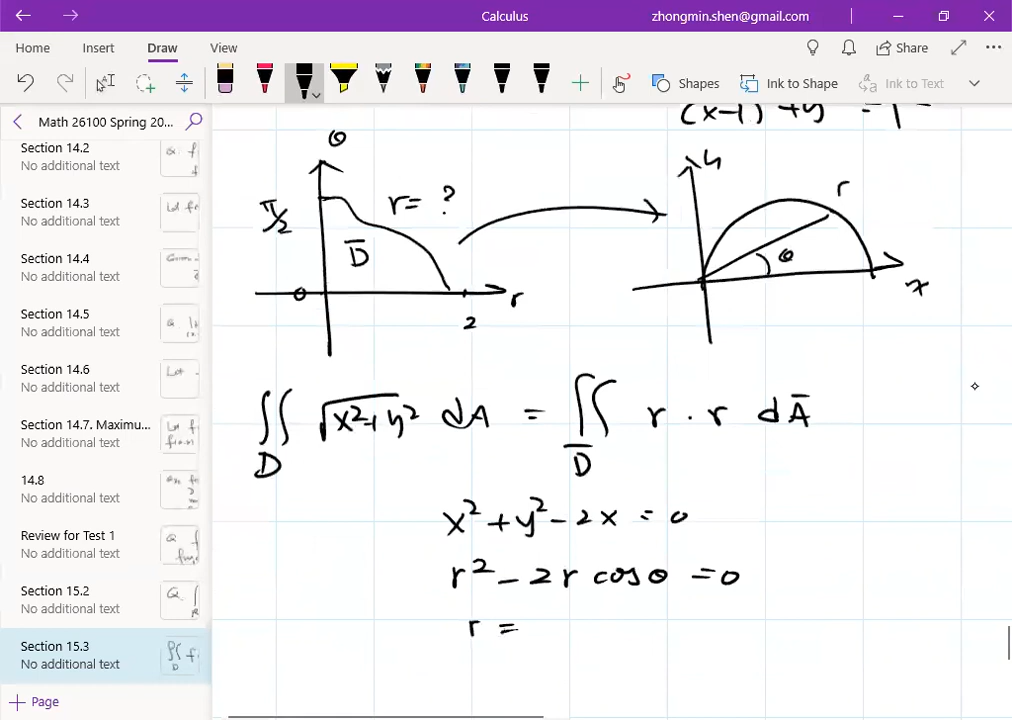 Calculus
zhongmin.shen@gmail.com
Home Insert Draw View
Share
Shapes
Ink to Shape
Ink to Text
Math 26100 Spring 20...
Section 14.2
No additional text
Section 14.3
No additional text
Section 14.4
No additional text
Section 14.5
No additional text
Section 14.6
No additional text
Section 14.7. Maximu...
No additional text
14.8
No additional text
Review for Test 1
No additional text
Section 15.2
No additional text
Section 15.3
No additional text
Page
(x-1) + y = 1
θ
π/2
r = ?
D̅
0
2
r
y
r
θ
x
∬_D √x²+y² dA = ∬_D̅ r · r dA̅
x² + y² - 2x = 0
r² - 2r cos θ = 0
r =